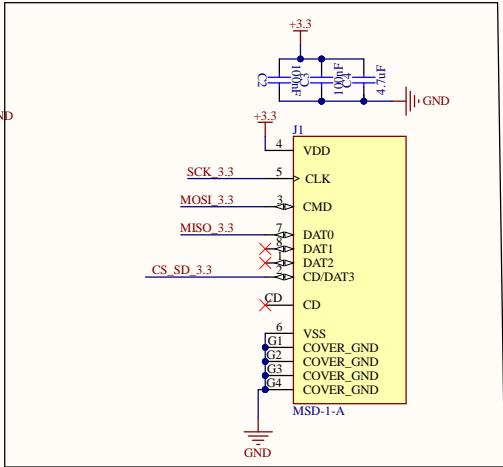 +3.3
C2
100nF
C3
100nF
C4
4.7uF
GND
ND
+3.3
J1
4 VDD
SCK_3.3 5 CLK
MOSI_3.3 3 CMD
MISO_3.3 7 DAT0
8 DAT1
1 DAT2
CS_SD_3.3 2 CD/DAT3
CD CD
6 VSS
G1 COVER_GND
G2 COVER_GND
G3 COVER_GND
G4 COVER_GND
MSD-1-A
GND